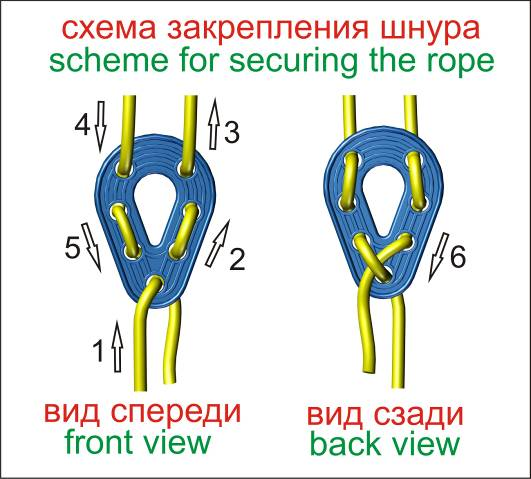 схема закрепления шнура
scheme for securing the rope
4
3
5
2
6
1
вид спереди
front view
вид сзади
back view